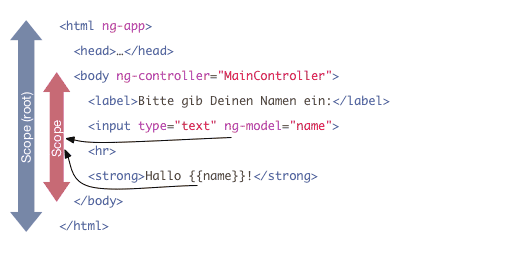 <html ng-app>
<head>…</head>
<body ng-controller="MainController">
<label>Bitte gib Deinen Namen ein:</label>
<input type="text" ng-model="name">
<hr>
<strong>Hallo {{name}}!</strong>
</body>
</html>
Scope (root)
Scope